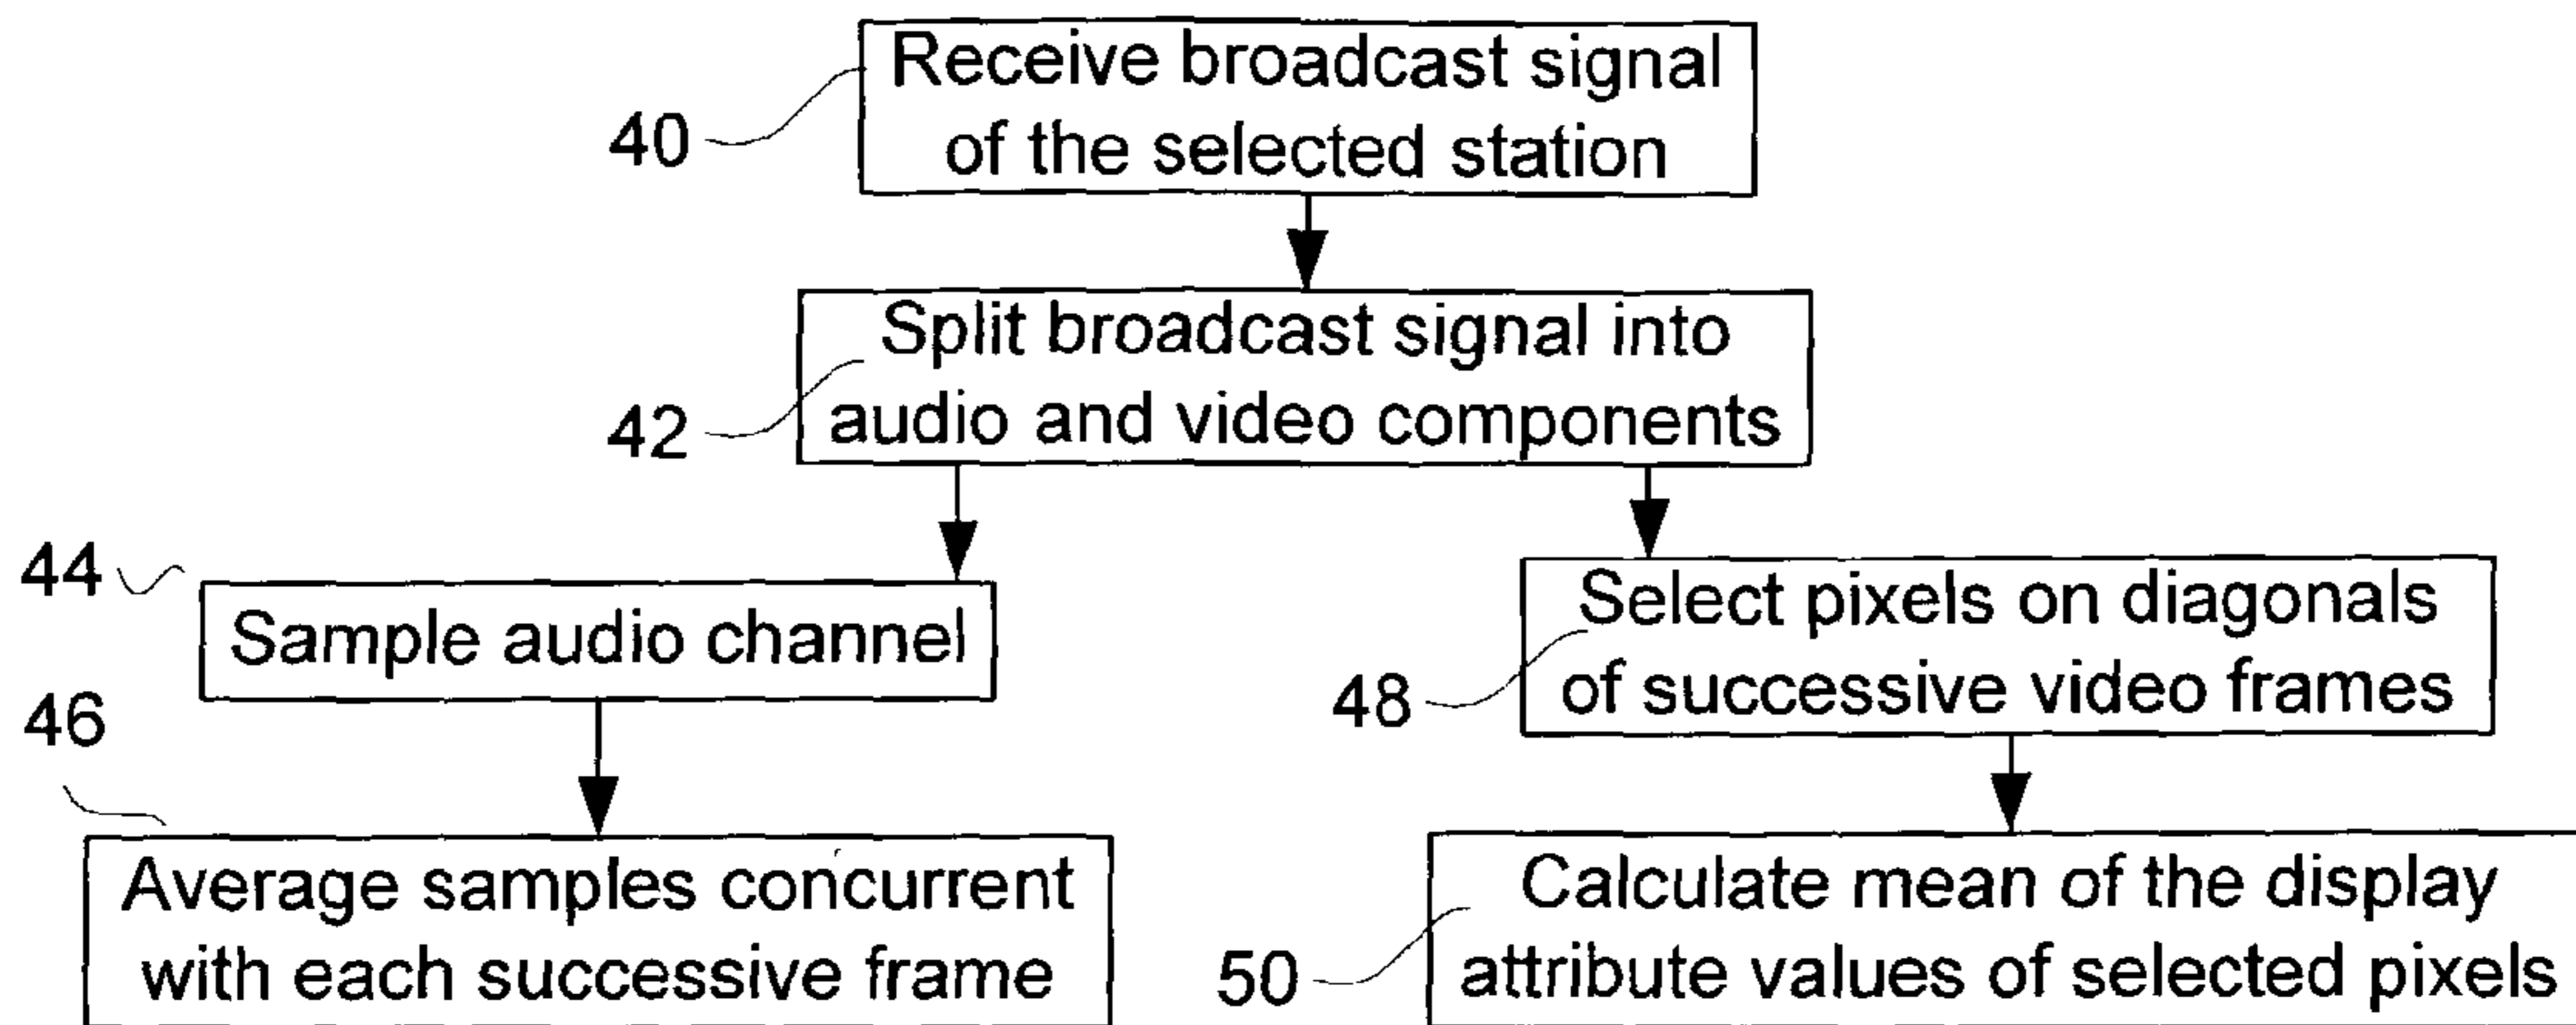 Receive broadcast signal
of the selected station
40
Split broadcast signal into
audio and video components
42
44
Sample audio channel
46
Average samples concurrent
with each successive frame
Select pixels on diagonals
of successive video frames
48
Calculate mean of the display
attribute values of selected pixels
50